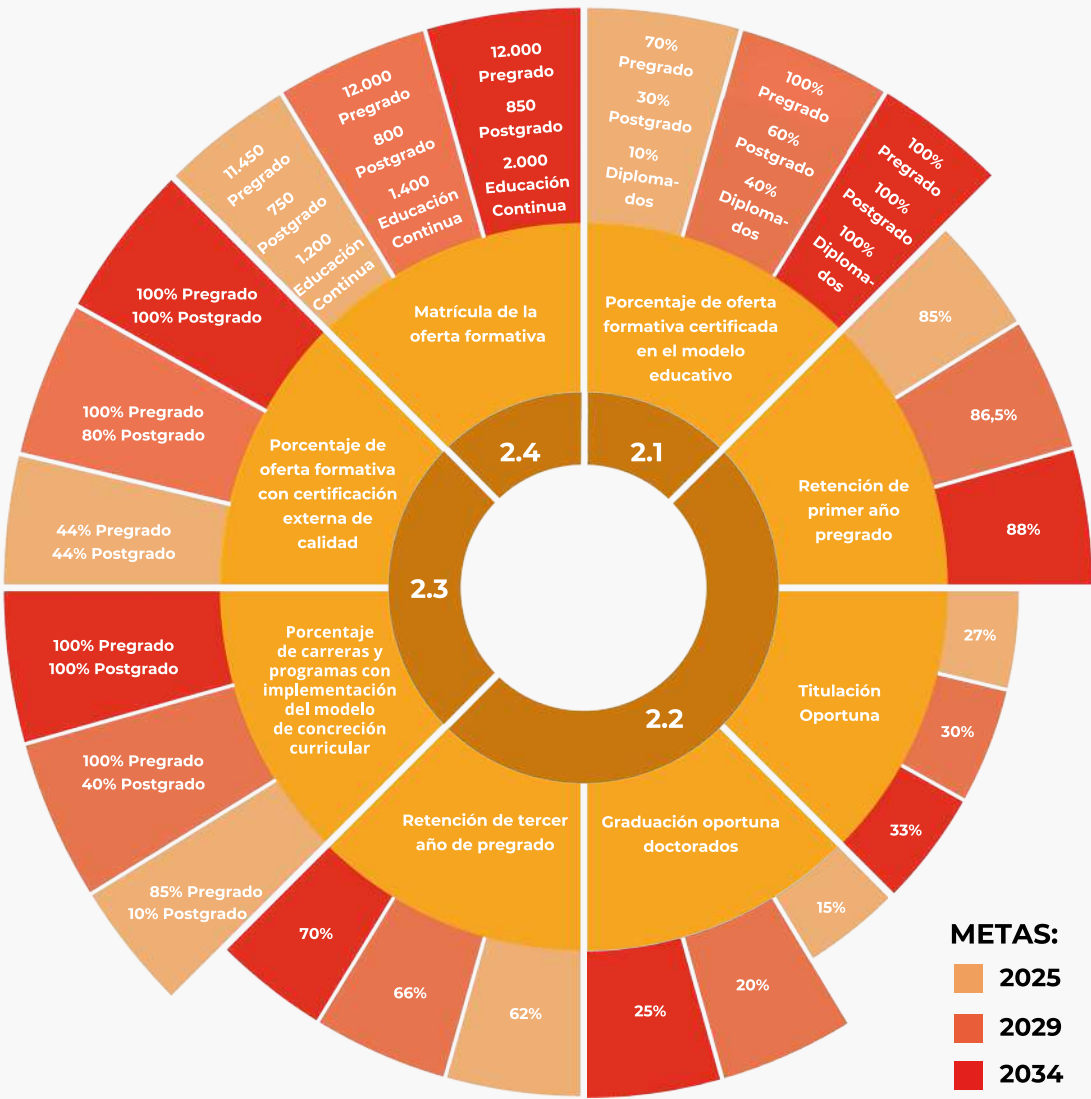 12.000
Pregrado
850
Postgrado
2.000
Educación
Continua
70%
Pregrado
30%
Postgrado
10%
Diploma-
dos
100%
Pregrado
60%
Postgrado
40%
Diploma-
dos
100%
Pregrado
100%
Postgrado
100%
Diploma-
dos
12.000
Pregrado
800
Postgrado
1.400
Educación
Continua
11.450
Pregrado
750
Postgrado
1.200
Educación
Continua
Matrícula de la
oferta formativa
Porcentaje de oferta
formativa certificada
en el modelo
educativo
2.4
2.1
85%
86,5%
88%
Retención de
primer año
pregrado
100% Pregrado
100% Postgrado
100% Pregrado
80% Postgrado
44% Pregrado
44% Postgrado
Porcentaje de
oferta formativa
con certificación
externa de
calidad
2.3
100% Pregrado
100% Postgrado
100% Pregrado
40% Postgrado
85% Pregrado
10% Postgrado
Porcentaje
de carreras y
programas con
implementación
del modelo
de concreción
curricular
2.2
Titulación
Oportuna
27%
30%
33%
Retención de tercer
año de pregrado
70%
66%
62%
Graduación oportuna
doctorados
25%
20%
15%
METAS:
2025
2029
2034